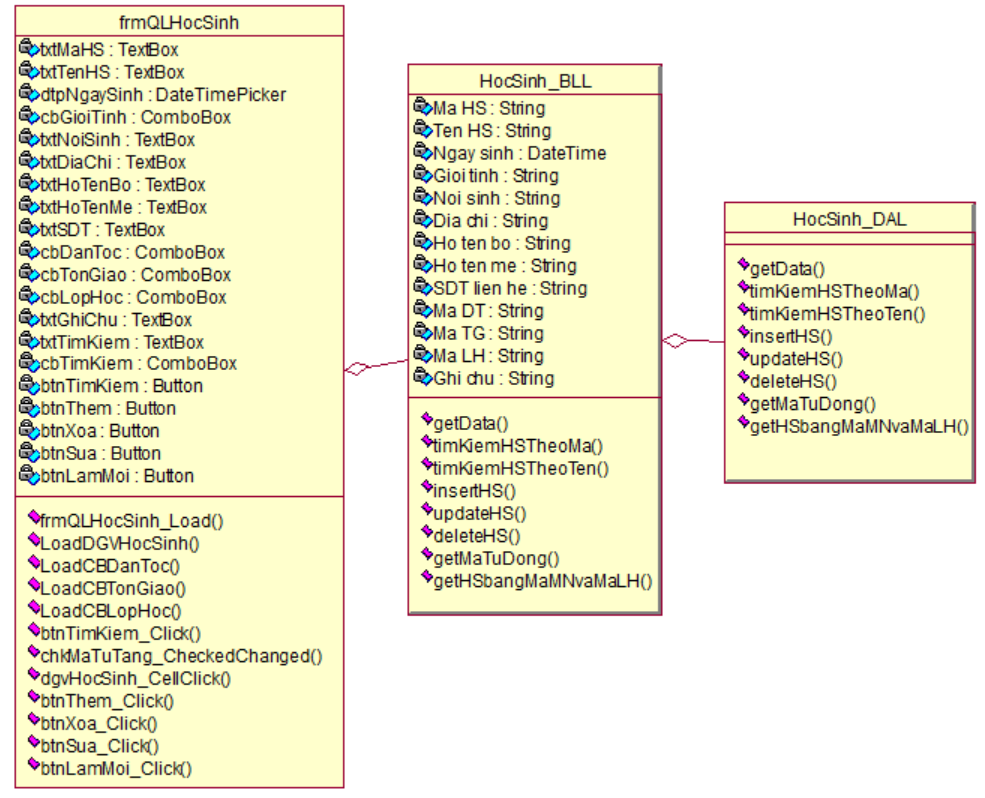 frmQLHocSinh
txtMaHS : TextBox
txtTenHS : TextBox
dtpNgaySinh : DateTimePicker
cbGioiTinh : ComboBox
txtNoiSinh : TextBox
txtDiaChi : TextBox
txtHoTenBo : TextBox
txtHoTenMe : TextBox
txtSDT : TextBox
cbDanToc : ComboBox
cbTonGiao : ComboBox
cbLopHoc : ComboBox
txtGhiChu : TextBox
txtTimKiem : TextBox
cbTimKiem : ComboBox
btnTimKiem : Button
btnThem : Button
btnXoa : Button
btnSua : Button
btnLamMoi : Button
frmQLHocSinh_Load()
LoadDGVHocSinh()
LoadCBDanToc()
LoadCBTonGiao()
LoadCBLopHoc()
btnTimKiem_Click()
chkMaTuTang_CheckedChanged()
dgvHocSinh_CellClick()
btnThem_Click()
btnXoa_Click()
btnSua_Click()
btnLamMoi_Click()
HocSinh_BLL
Ma HS : String
Ten HS : String
Ngay sinh : DateTime
Gioi tinh : String
Noi sinh : String
Dia chi : String
Ho ten bo : String
Ho ten me : String
SDT lien he : String
Ma DT : String
Ma TG : String
Ma LH : String
Ghi chu : String
getData()
timKiemHSTheoMa()
timKiemHSTheoTen()
insertHS()
updateHS()
deleteHS()
getMaTuDong()
getHSbangMaMNvaMaLH()
HocSinh_DAL
getData()
timKiemHSTheoMa()
timKiemHSTheoTen()
insertHS()
updateHS()
deleteHS()
getMaTuDong()
getHSbangMaMNvaMaLH()